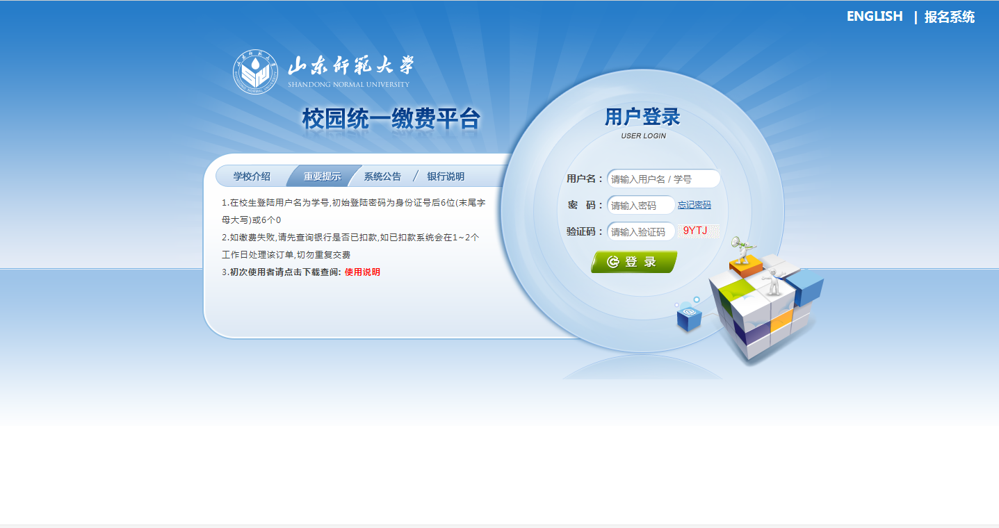 ENGLISH | 报名系统
山东师范大学
SHANDONG NORMAL UNIVERSITY
校园统一缴费平台
学校介绍 重要提示 系统公告 / 银行说明
1.在校生登陆用户名为学号,初始登陆密码为身份证号后6位(末尾字
母大写)或6个0
2.如缴费失败,请先查询银行是否已扣款,如已扣款系统会在1~2个
工作日处理该订单,切勿重复交费
3.初次使用者请点击下载查阅: 使用说明
用户登录
USER LOGIN
用户名: 请输入用户名 / 学号
密 码: 请输入密码 忘记密码
验证码: 请输入验证码 9YTJ
登 录